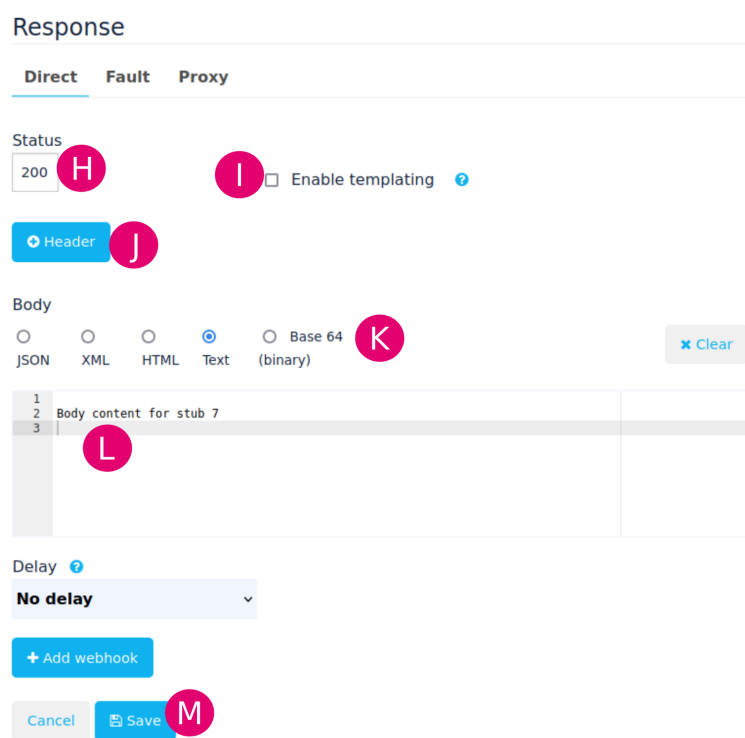 Response
Direct Fault Proxy
Status
200 H I Enable templating ?
Header J
Body
JSON XML HTML Text Base 64 (binary) K Clear
1
2 Body content for stub 7
3
L
Delay ?
No delay
Add webhook
Cancel Save M